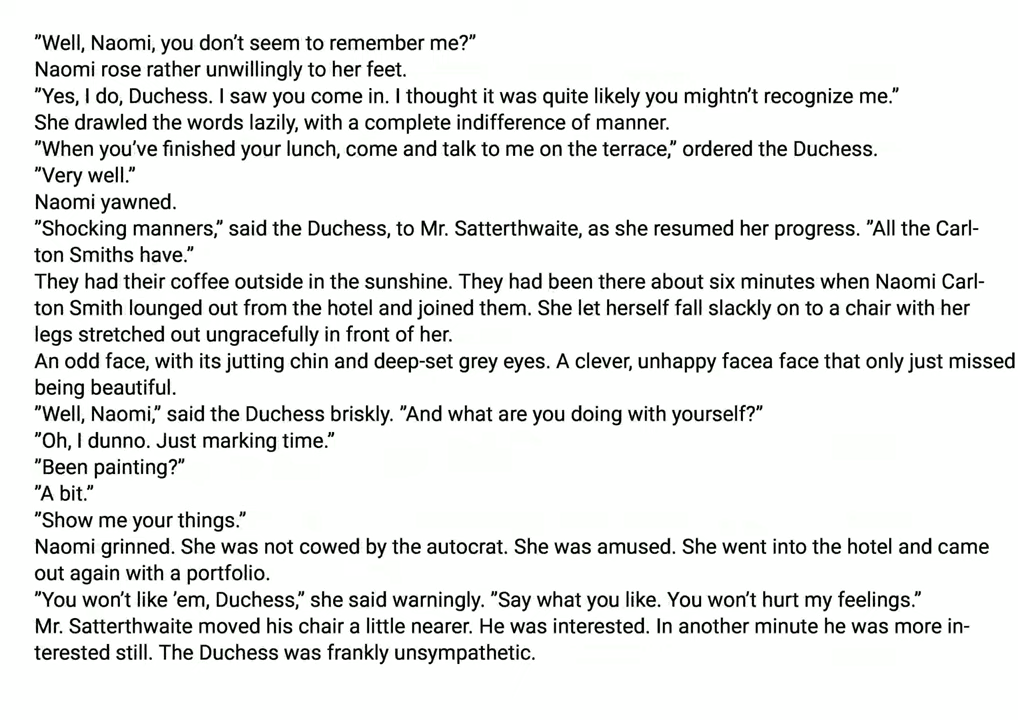 ”Well, Naomi, you don’t seem to remember me?”
Naomi rose rather unwillingly to her feet.
”Yes, I do, Duchess. I saw you come in. I thought it was quite likely you mightn’t recognize me.”
She drawled the words lazily, with a complete indifference of manner.
”When you’ve finished your lunch, come and talk to me on the terrace,” ordered the Duchess.
”Very well.”
Naomi yawned.
”Shocking manners,” said the Duchess, to Mr. Satterthwaite, as she resumed her progress. ”All the Carl-
ton Smiths have.”
They had their coffee outside in the sunshine. They had been there about six minutes when Naomi Carl-
ton Smith lounged out from the hotel and joined them. She let herself fall slackly on to a chair with her
legs stretched out ungracefully in front of her.
An odd face, with its jutting chin and deep-set grey eyes. A clever, unhappy facea face that only just missed
being beautiful.
”Well, Naomi,” said the Duchess briskly. ”And what are you doing with yourself?”
”Oh, I dunno. Just marking time.”
”Been painting?”
”A bit.”
”Show me your things.”
Naomi grinned. She was not cowed by the autocrat. She was amused. She went into the hotel and came
out again with a portfolio.
”You won’t like ’em, Duchess,” she said warningly. ”Say what you like. You won’t hurt my feelings.”
Mr. Satterthwaite moved his chair a little nearer. He was interested. In another minute he was more in-
terested still. The Duchess was frankly unsympathetic.